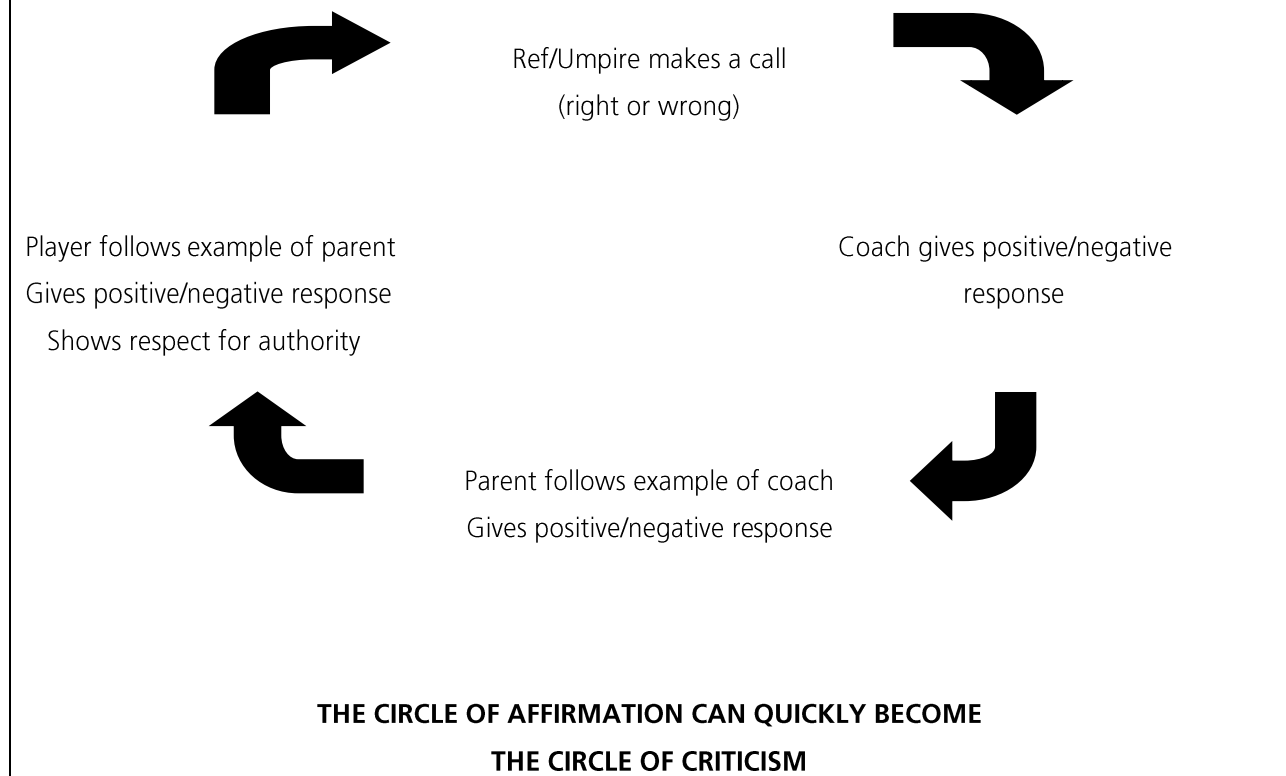 Ref/Umpire makes a call
(right or wrong)
Player follows example of parent
Gives positive/negative response
Shows respect for authority
Coach gives positive/negative
response
Parent follows example of coach
Gives positive/negative response
THE CIRCLE OF AFFIRMATION CAN QUICKLY BECOME
THE CIRCLE OF CRITICISM